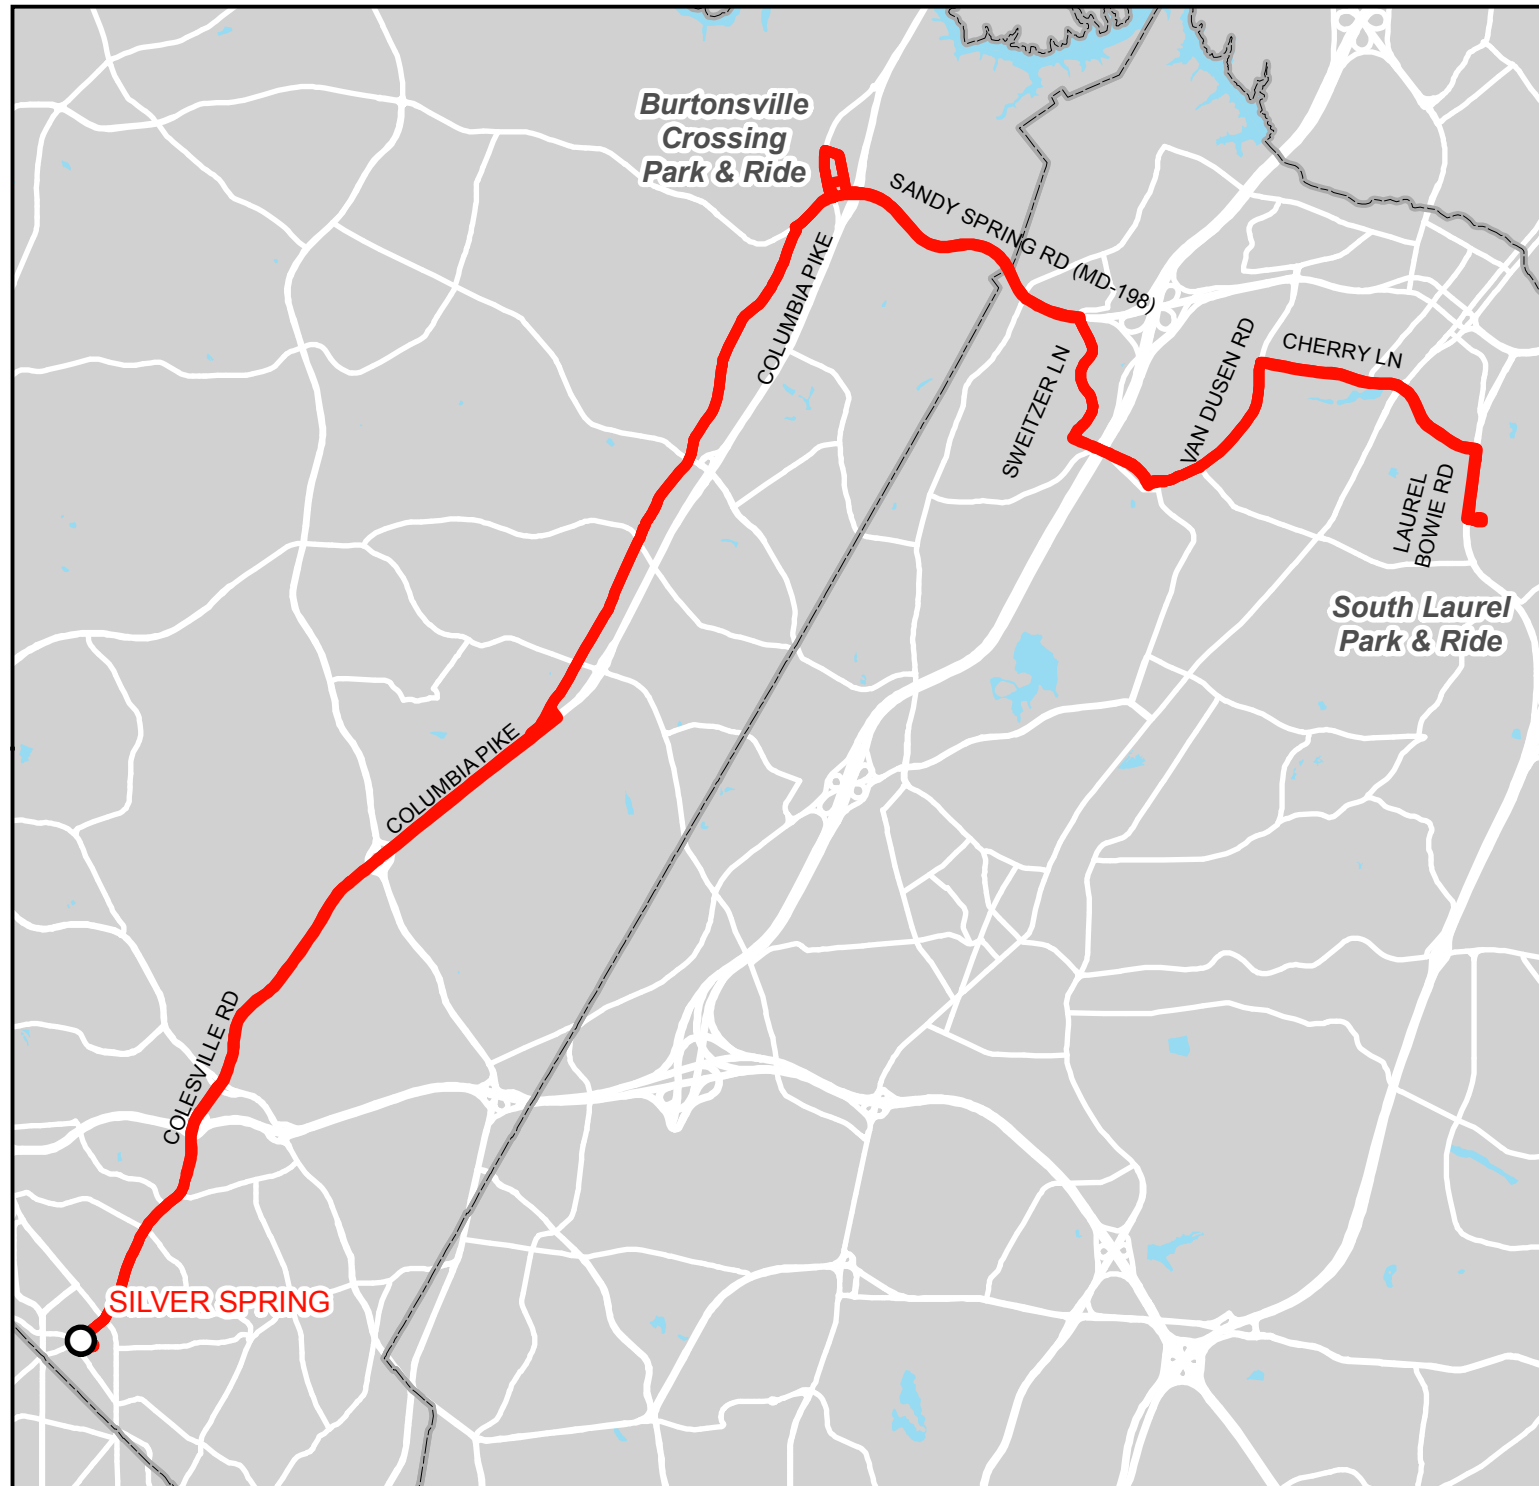 Burtonsville
Crossing
Park & Ride
SANDY SPRING RD (MD-198)
COLUMBIA PIKE
SWEITZER LN
VAN DUSEN RD
CHERRY LN
LAUREL
BOWIE RD
South Laurel
Park & Ride
COLUMBIA PIKE
COLESVILLE RD
SILVER SPRING